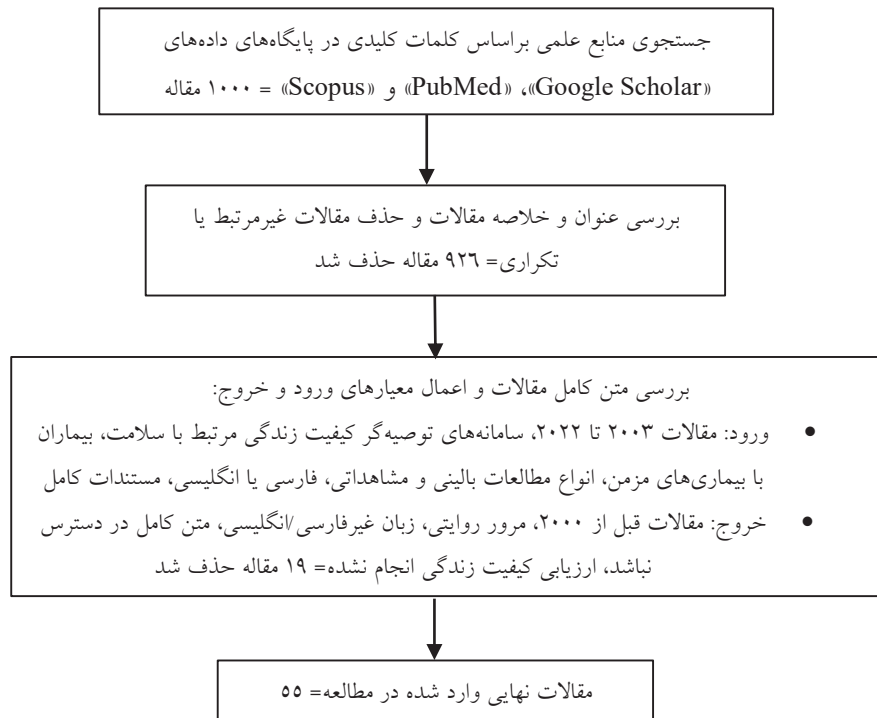 جستجوی منابع علمی براساس کلمات کلیدی در پایگاه‌های داده‌های
«Google Scholar»، «PubMed» و «Scopus» = ۱۰۰۰ مقاله
بررسی عنوان و خلاصه مقالات و حذف مقالات غیرمرتبط یا
تکراری= ۹۲۶ مقاله حذف شد
بررسی متن کامل مقالات و اعمال معیارهای ورود و خروج:
● ورود: مقالات ۲۰۰۳ تا ۲۰۲۲، سامانه‌های توصیه‌گر کیفیت زندگی مرتبط با سلامت، بیماران
با بیماری‌های مزمن، انواع مطالعات بالینی و مشاهداتی، فارسی یا انگلیسی، مستندات کامل
● خروج: مقالات قبل از ۲۰۰۰، مرور روایتی، زبان غیرفارسی/انگلیسی، متن کامل در دسترس
نباشد، ارزیابی کیفیت زندگی انجام نشده= ۱۹ مقاله حذف شد
مقالات نهایی وارد شده در مطالعه= ۵۵